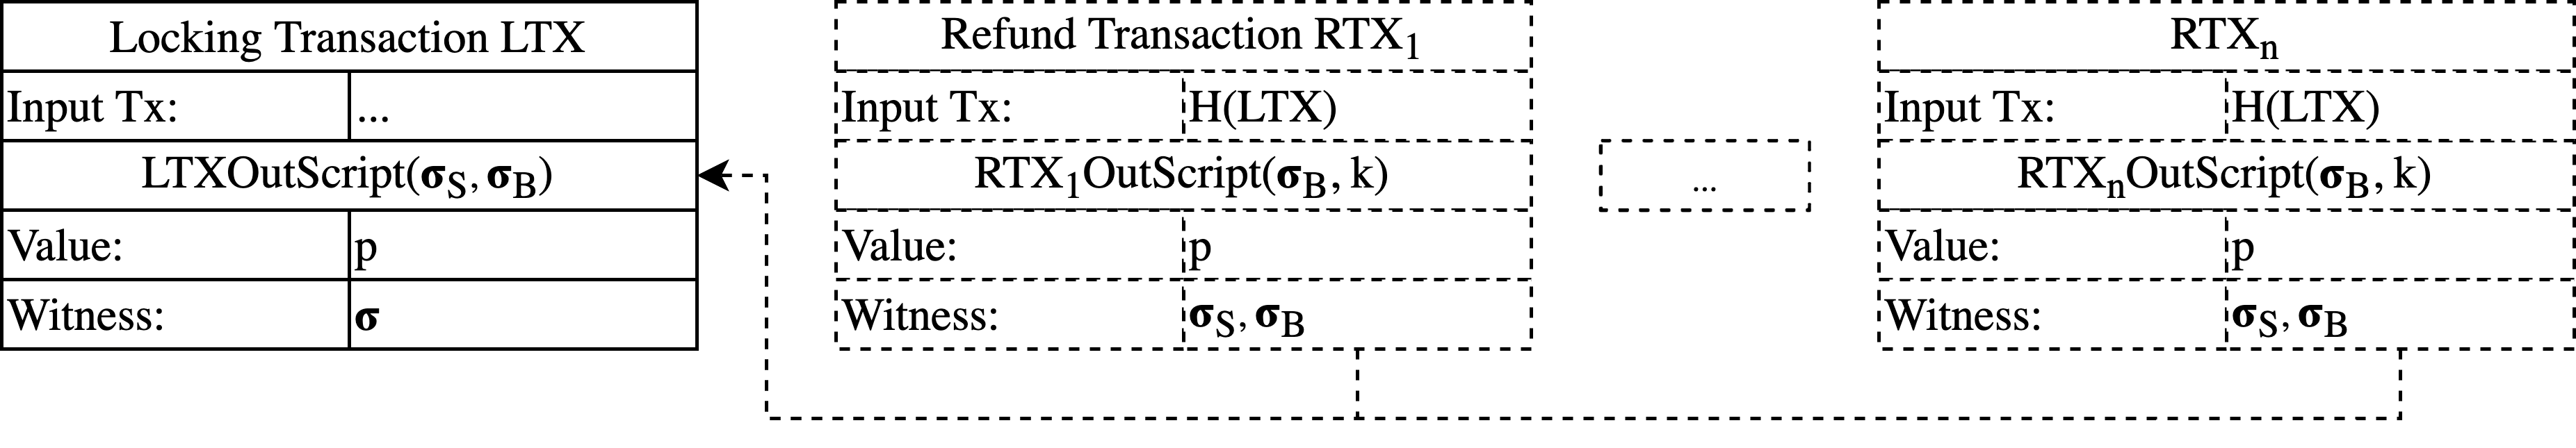 Locking Transaction LTX
Input Tx: ...
LTXOutScript(σS, σB)
Value: p
Witness: σ
Refund Transaction RTX1
Input Tx: H(LTX)
RTX1OutScript(σB, k)
Value: p
Witness: σS, σB
...
RTXn
Input Tx: H(LTX)
RTXnOutScript(σB, k)
Value: p
Witness: σS, σB